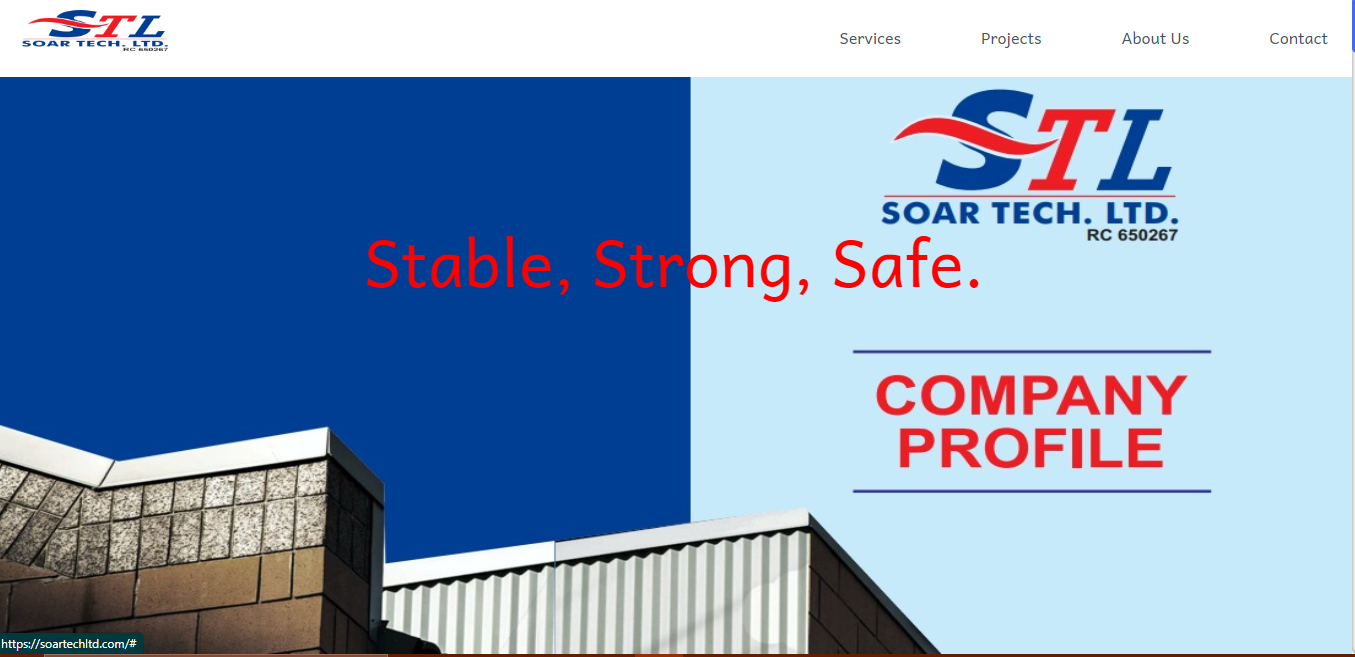 STL
SOAR TECH. LTD.
RC 650267
Services
Projects
About Us
Contact
STL
SOAR TECH. LTD.
RC 650267
Stable, Strong, Safe.
COMPANY
PROFILE
https://soartechltd.com/#